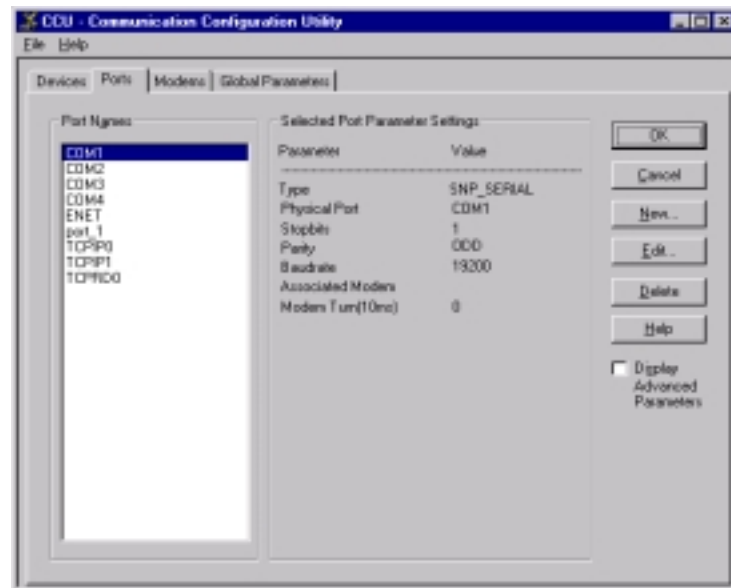 CCU - Communication Configuration Utility
File Help
Devices Ports Modems Global Parameters
Port Names
COM1
COM2
COM3
COM4
ENET
port_1
TCPIP0
TCPIP1
TCPRD0
Selected Port Parameter Settings
Parameter Value
Type SNP_SERIAL
Physical Port COM1
Stopbits 1
Parity ODD
Baudrate 19200
Associated Modem
Modem Turn(10ms) 0
OK
Cancel
New...
Edit...
Delete
Help
Display
Advanced
Parameters